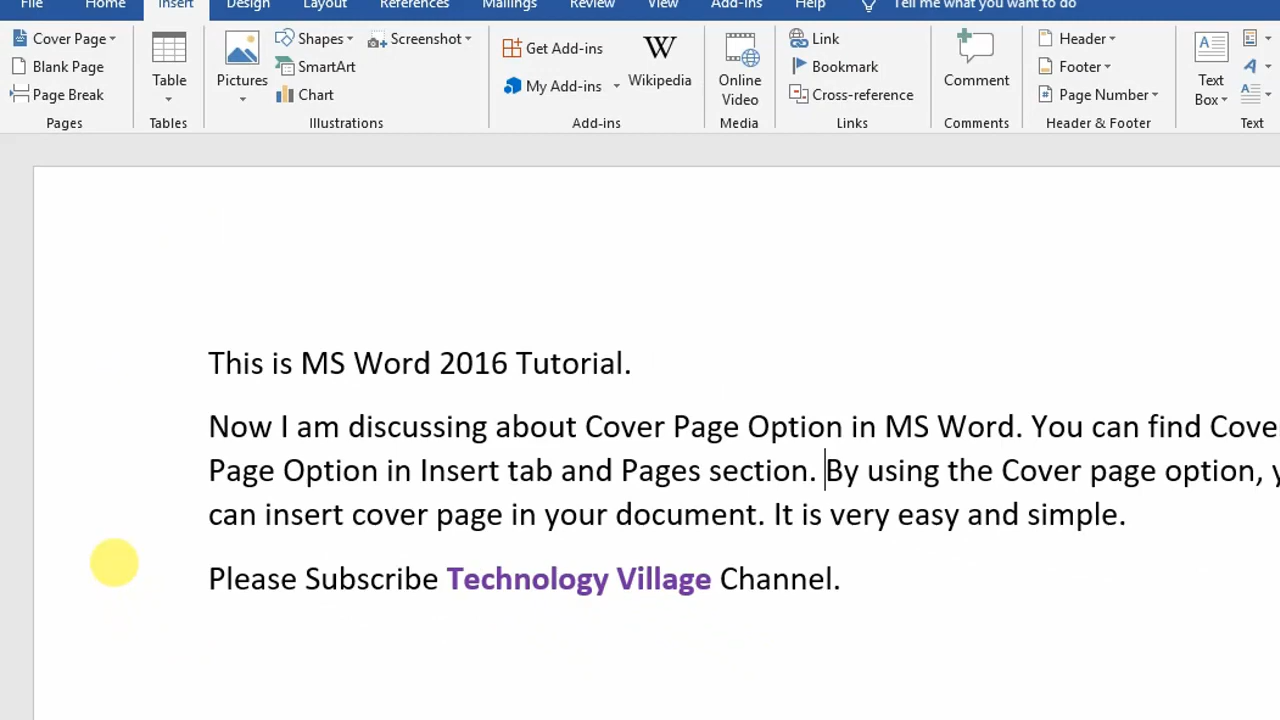 File Home Insert Design Layout References Mailings Review View Add-ins Help Tell me what you want to do
Cover Page
Blank Page
Page Break
Pages
Table
Tables
Pictures
Shapes
SmartArt
Chart
Screenshot
Illustrations
Get Add-ins
My Add-ins
Wikipedia
Add-ins
Online
Video
Media
Link
Bookmark
Cross-reference
Links
Comment
Comments
Header
Footer
Page Number
Header & Footer
Text
Box
Text
This is MS Word 2016 Tutorial.
Now I am discussing about Cover Page Option in MS Word. You can find Cove
Page Option in Insert tab and Pages section. By using the Cover page option, y
can insert cover page in your document. It is very easy and simple.
Please Subscribe Technology Village Channel.